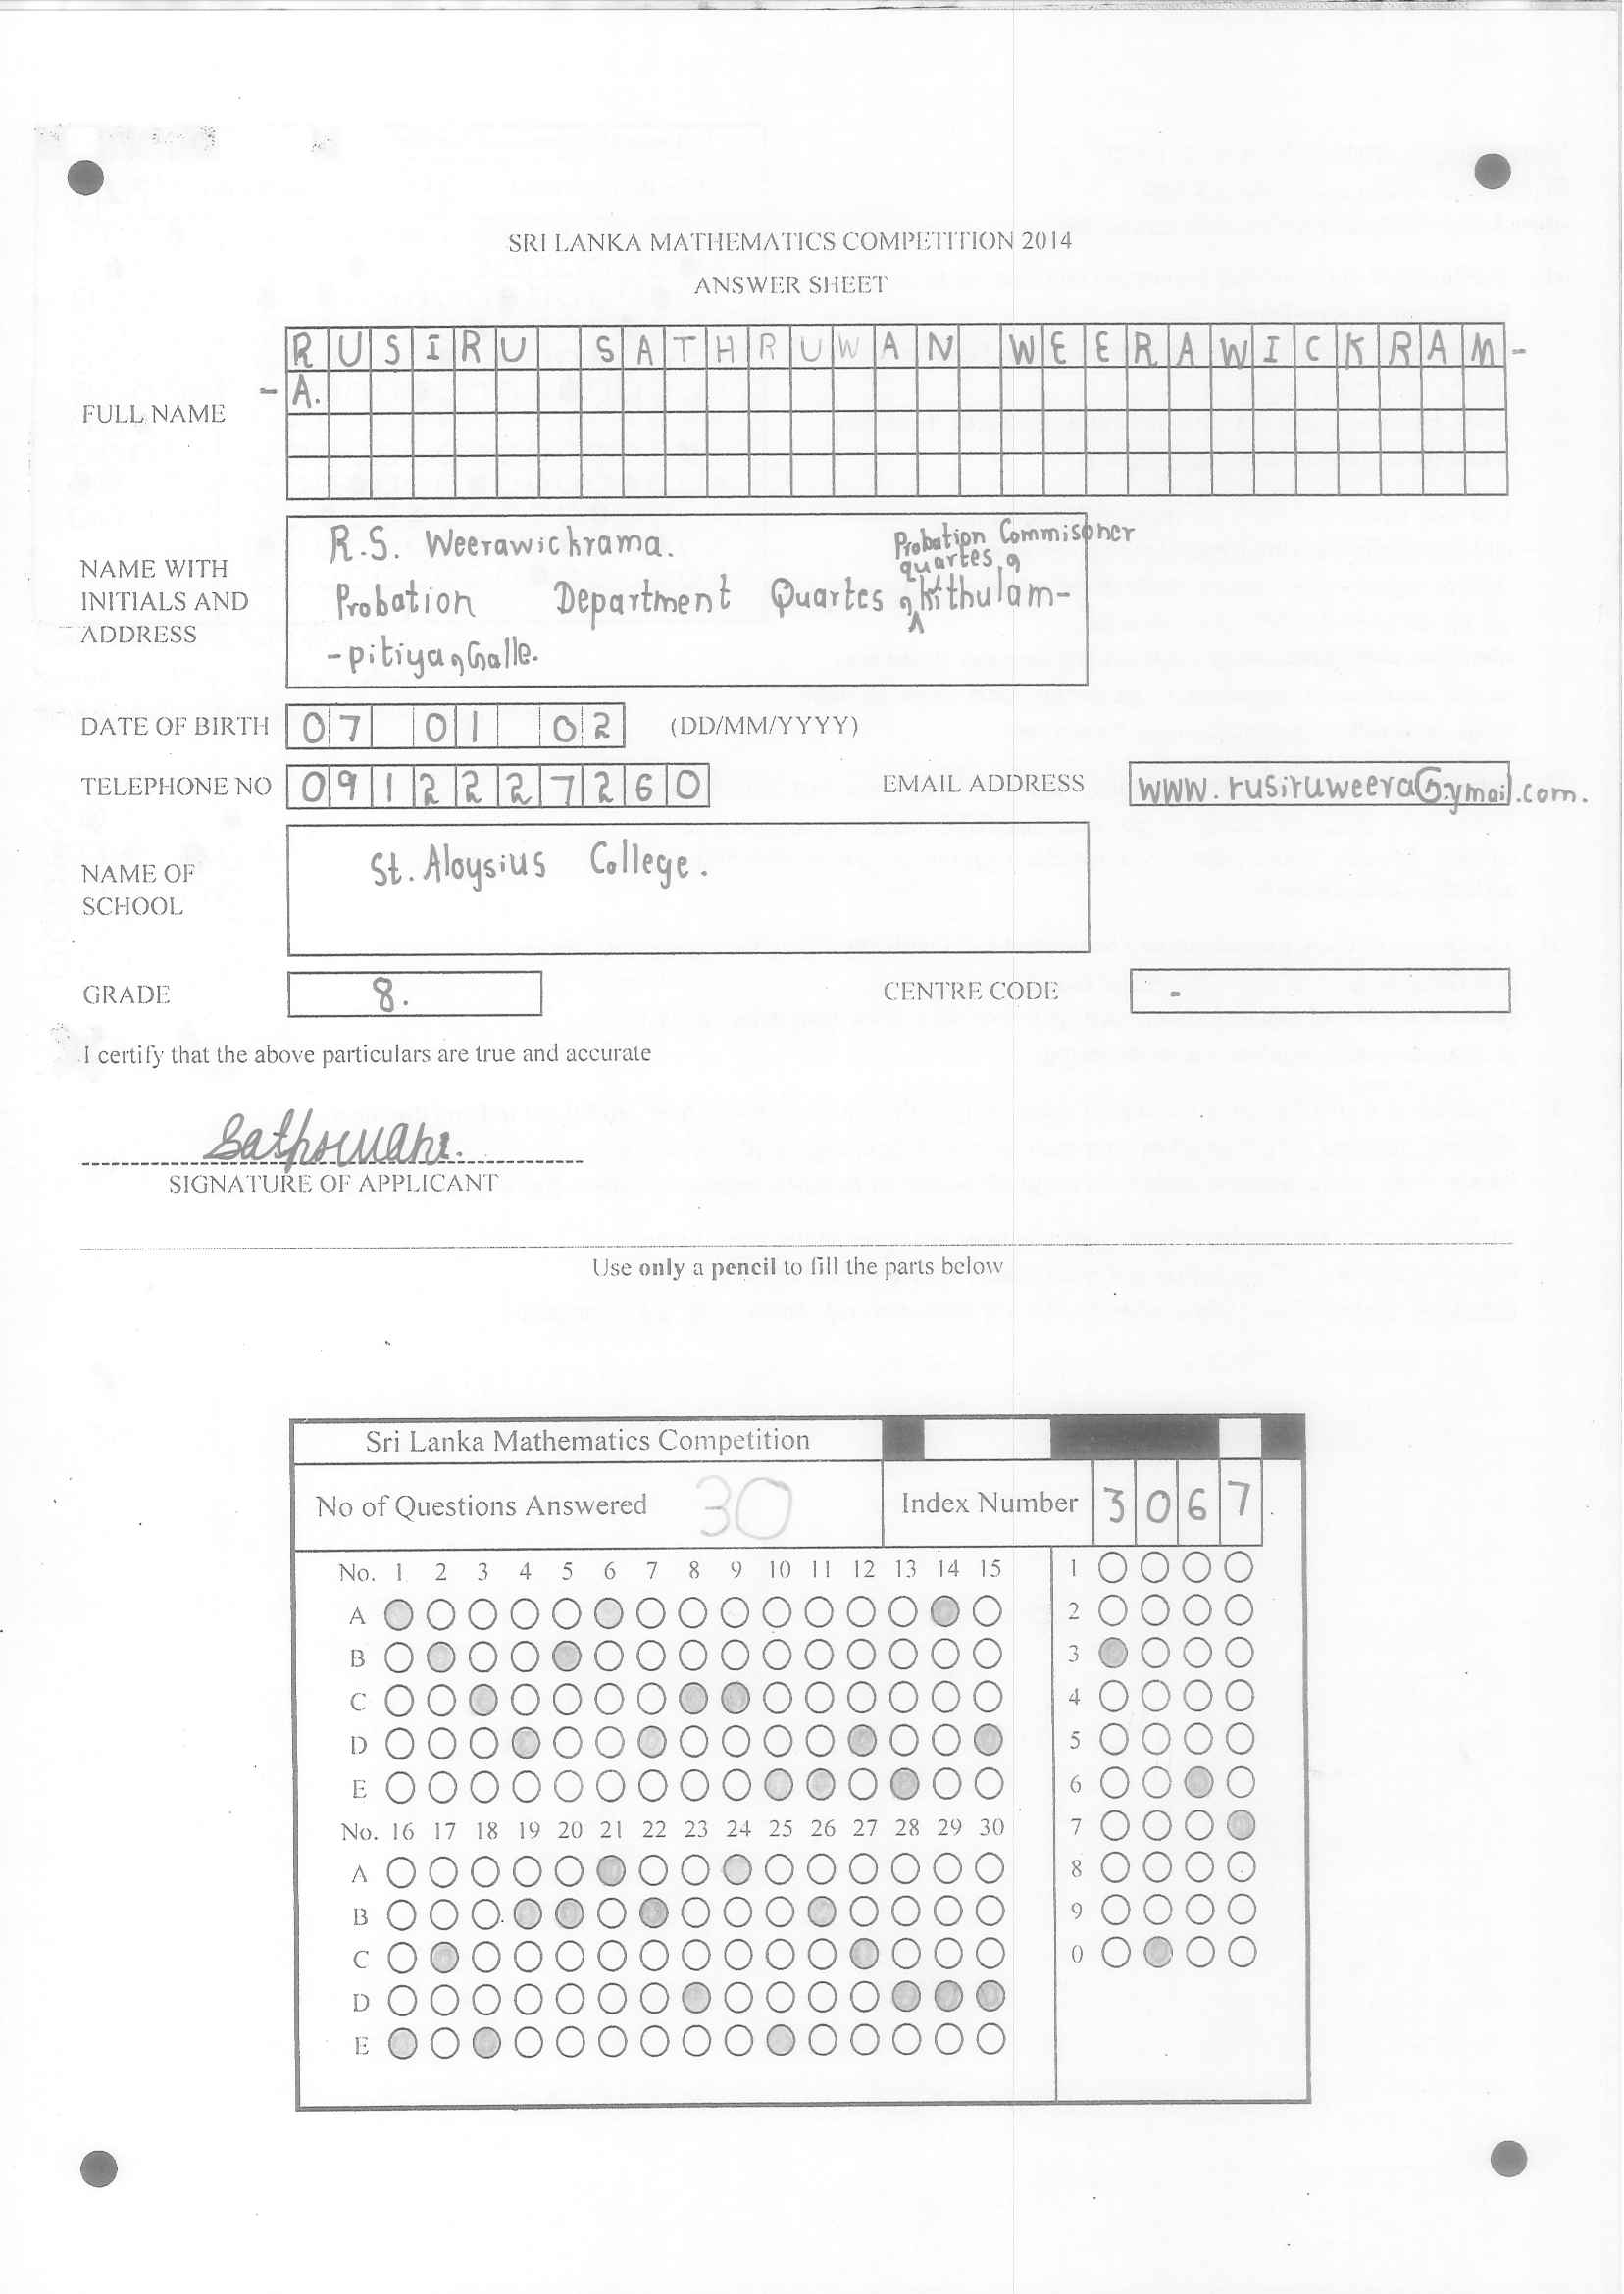 SRI LANKA MATHEMATICS COMPETITION 2014
ANSWER SHEET
RUSIRU SATHRUWAN WEERAWICKRAM-
FULL NAME -A.
NAME WITH INITIALS AND ADDRESS
R.S. Weerawickrama.
Probation Commisoner
quartes,
Probation Department Quartes, Kithulam-
-pitiya, Galle.
DATE OF BIRTH 07 01 02 (DD/MM/YYYY)
TELEPHONE NO 0912227260 EMAIL ADDRESS www.rusiruweera@ymail.com.
NAME OF SCHOOL St. Aloysius College.
GRADE 8. CENTRE CODE -
I certify that the above particulars are true and accurate
SIGNATURE OF APPLICANT
Use only a pencil to fill the parts below
Sri Lanka Mathematics Competition
No of Questions Answered 30 Index Number 3067
No. 1 2 3 4 5 6 7 8 9 10 11 12 13 14 15 1
A 2
B 3
C 4
D 5
E 6
No. 16 17 18 19 20 21 22 23 24 25 26 27 28 29 30 7
A 8
B 9
C 0
D
E